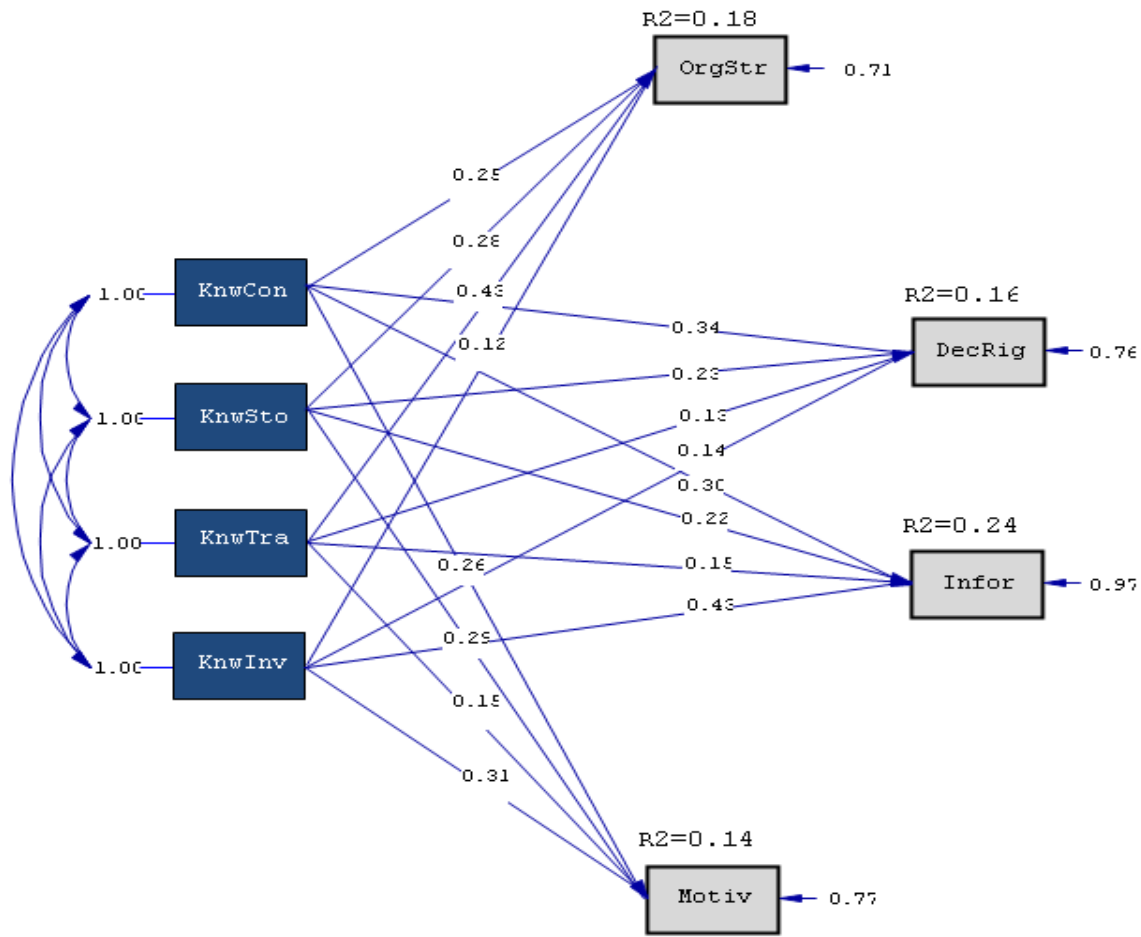 R2=0.18
OrgStr
0.71
0.25
0.28
KnwCon
1.00
0.43
0.34
R2=0.16
DecRig
0.76
0.12
0.23
KnwSto
1.00
0.13
0.14
0.30
0.22
R2=0.24
KnwTra
1.00
0.26
0.15
Infor
0.97
0.43
0.29
KnwInv
1.00
0.15
0.31
R2=0.14
Motiv
0.77